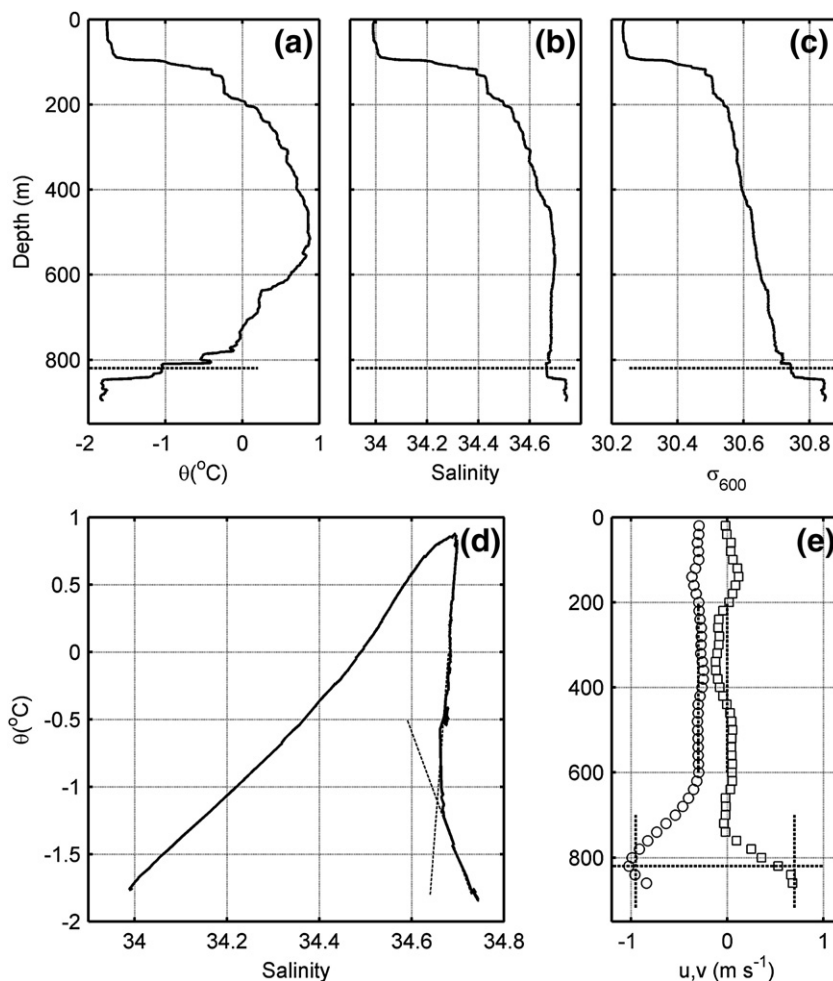 (a) (b) (c)
0
200
400
600
800
Depth (m)
-2 -1 0 1
θ(°C)
34 34.2 34.4 34.6
Salinity
30.2 30.4 30.6 30.8
σ600
(d) (e)
1
0.5
0
-0.5
-1
-1.5
-2
θ(°C)
34 34.2 34.4 34.6 34.8
Salinity
0
200
400
600
800
-1 0 1
u,v (m s-1)